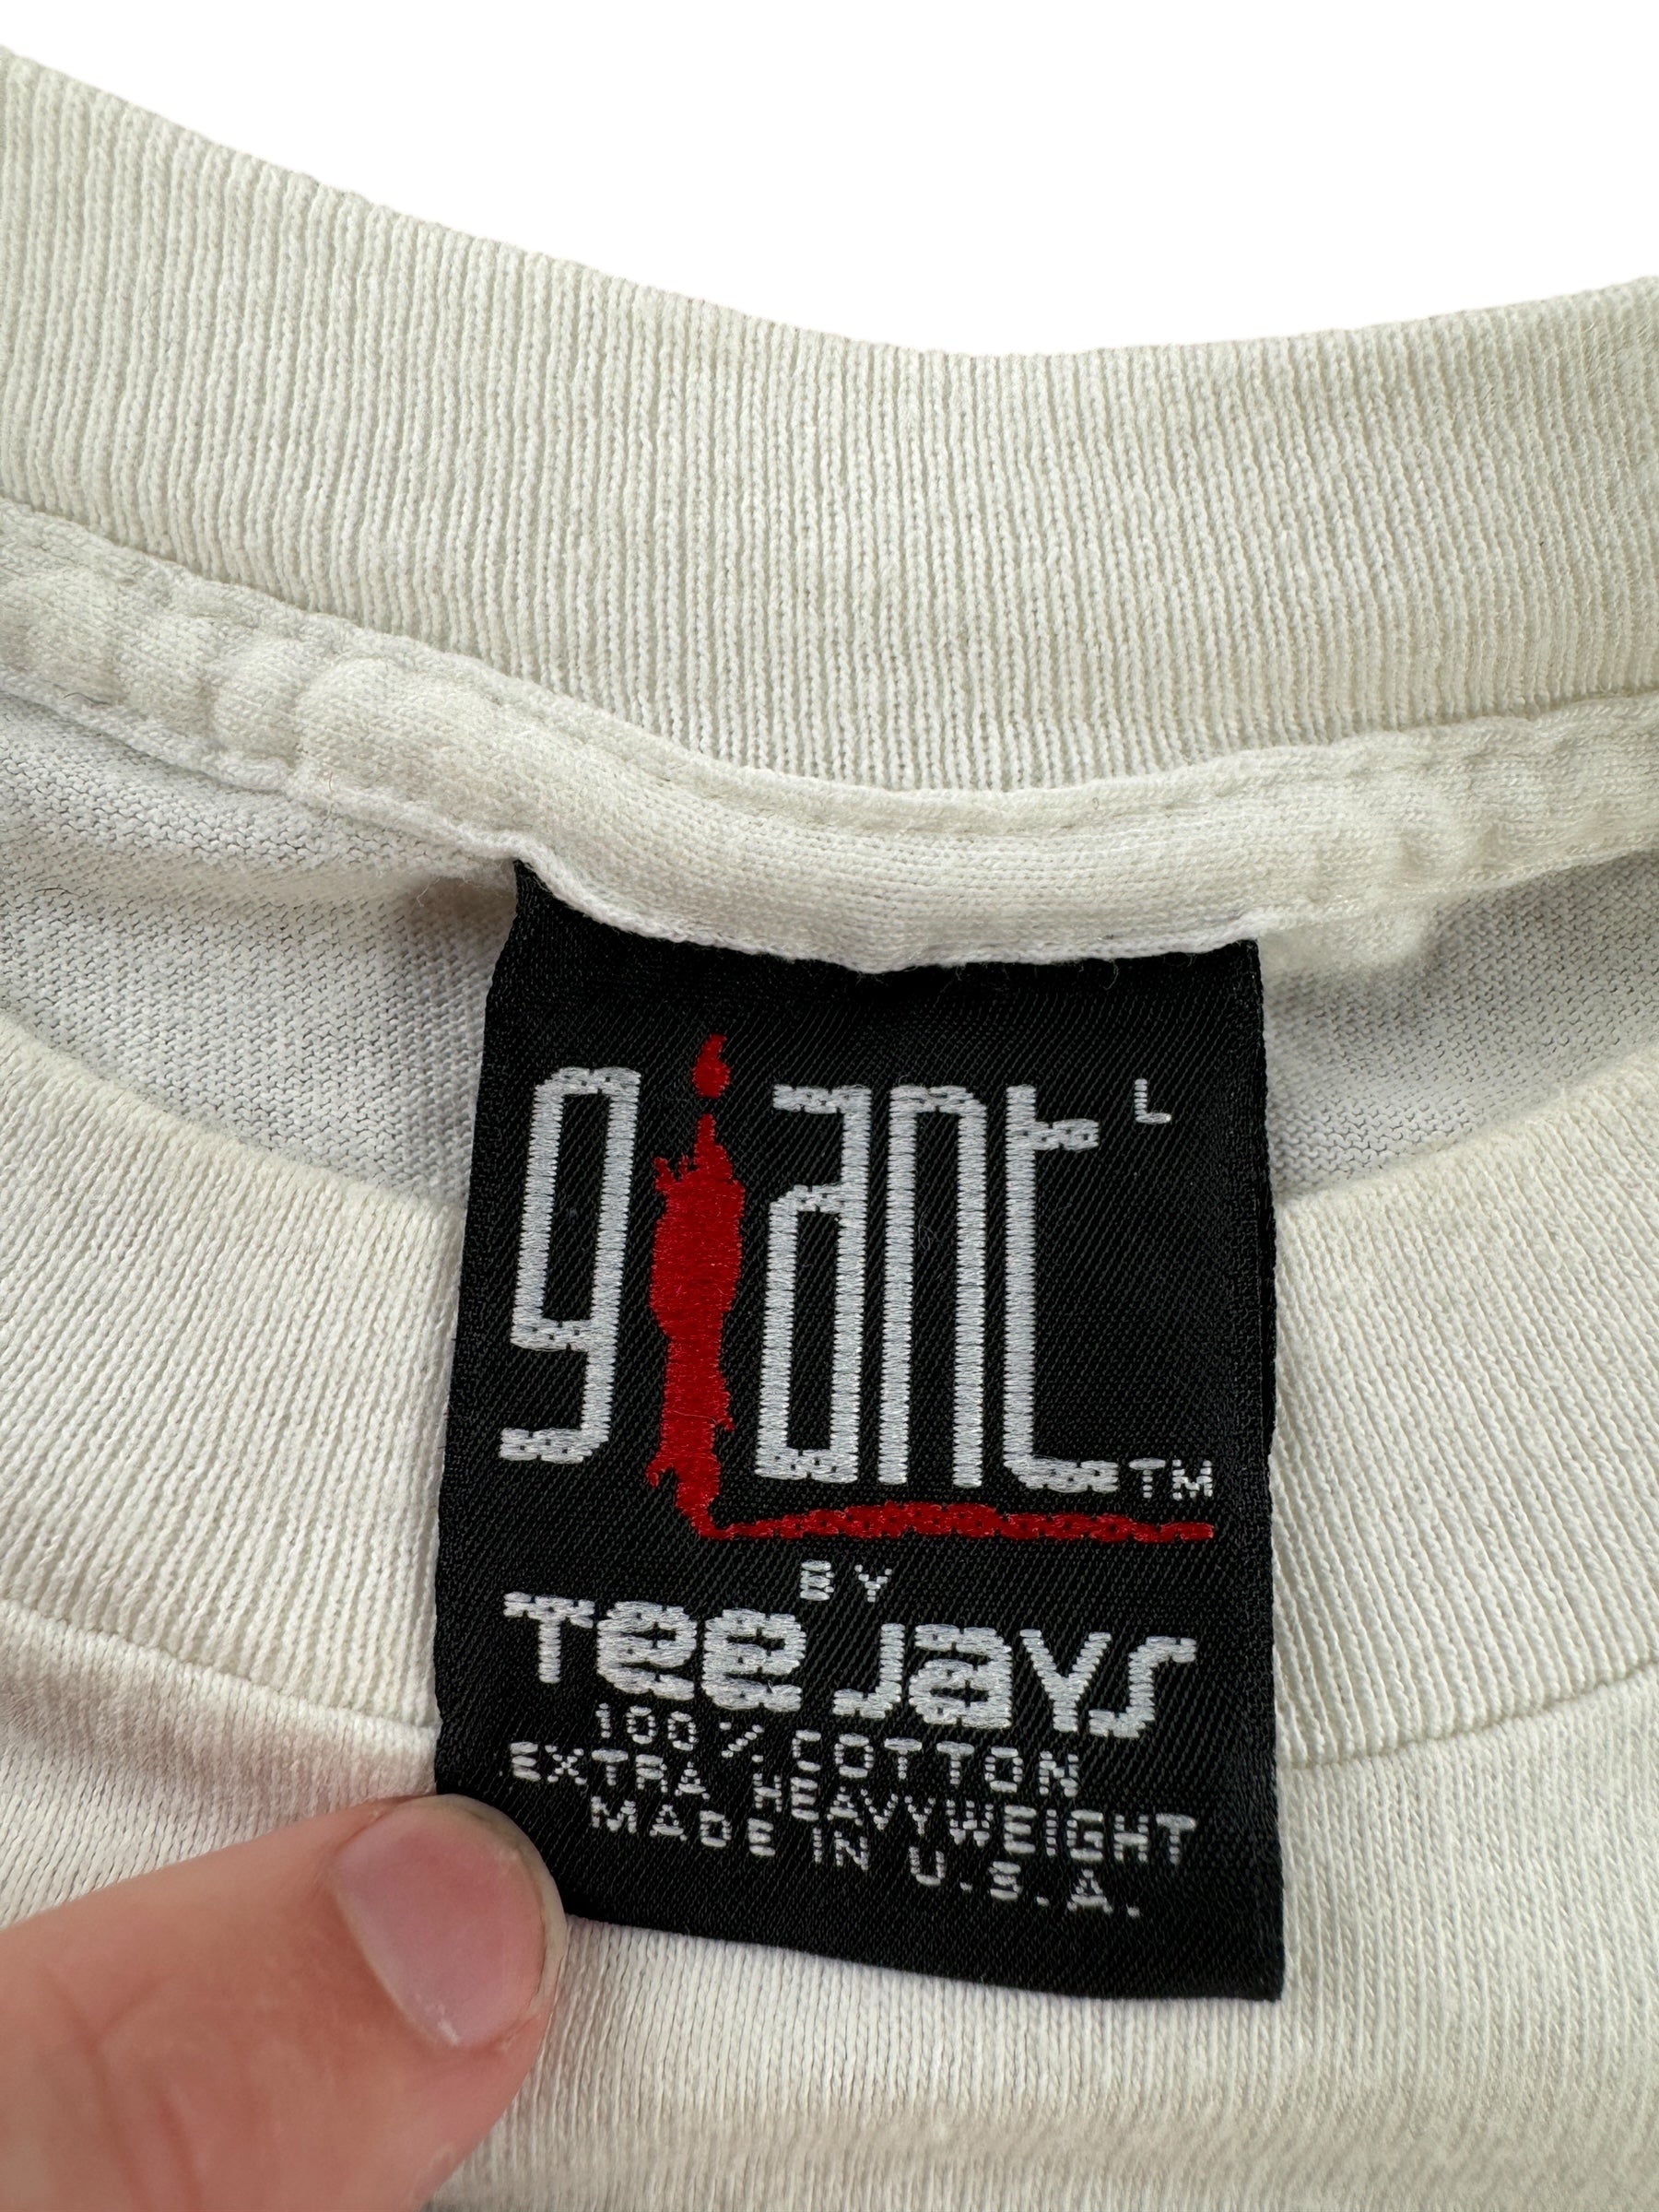 giant L
TM
BY
Tee Jays
100% COTTON
EXTRA HEAVYWEIGHT
MADE IN U.S.A.